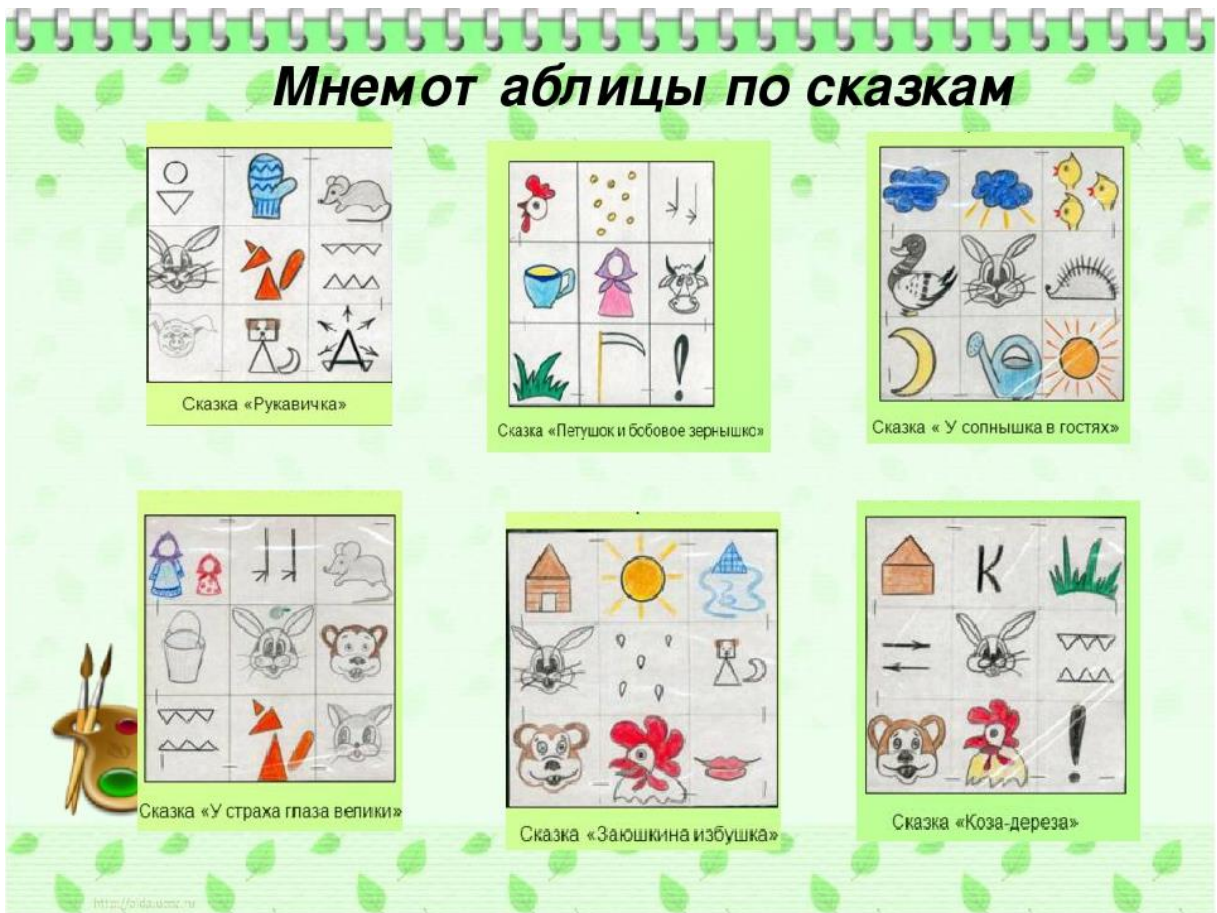 Мнемот аблицы по сказкам
Сказка «Рукавичка»
Сказка «Петушок и бобовое зернышко»
Сказка « У солнышка в гостях»
К
Сказка «У страха глаза велики»
Сказка «Заюшкина избушка»
Сказка «Коза-дереза»